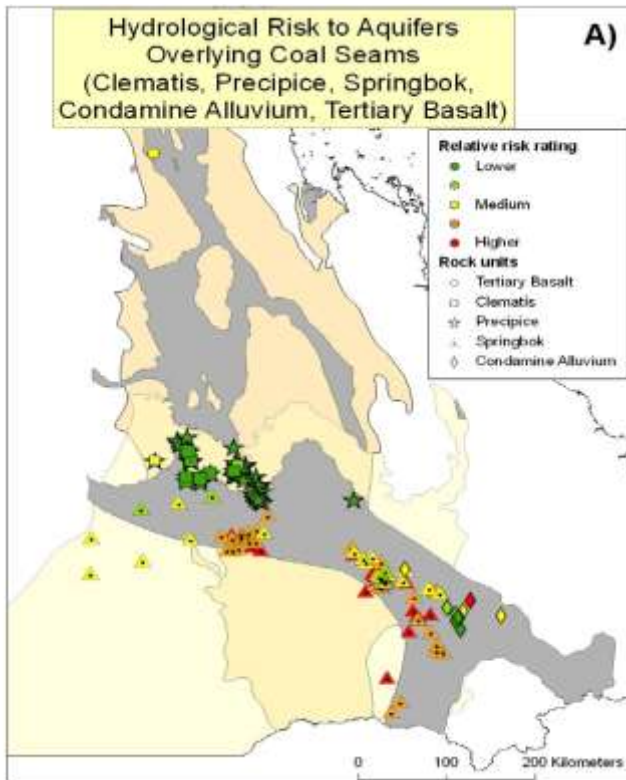 Hydrological Risk to Aquifers
Overlying Coal Seams
(Clematis, Precipice, Springbok,
Condamine Alluvium, Tertiary Basalt)
A)
Relative risk rating
Lower
Medium
Higher
Rock units
Tertiary Basalt
Clematis
Precipice
Springbok
Condamine Alluvium
0 100 200 Kilometers